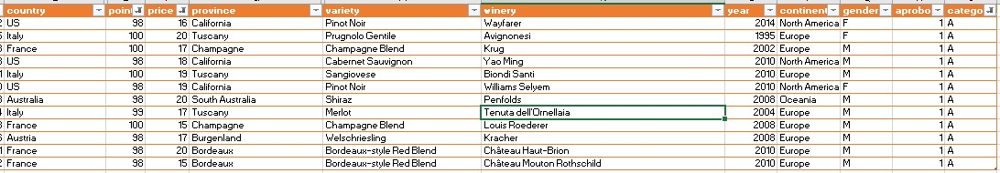 country point price province variety winery year continent gender aprobo catego
2 US 98 16 California Pinot Noir Wayfarer 2014 North America F 1 A
Italy 100 20 Tuscany Prugnolo Gentile Avignonesi 1995 Europe F 1 A
France 100 17 Champagne Champagne Blend Krug 2002 Europe M 1 A
US 98 18 California Cabernet Sauvignon Yao Ming 2010 North America M 1 A
Italy 100 19 Tuscany Sangiovese Biondi Santi 2010 Europe M 1 A
US 98 19 California Pinot Noir Williams Selyem 2010 North America F 1 A
Australia 98 20 South Australia Shiraz Penfolds 2008 Oceania M 1 A
Italy 99 17 Tuscany Merlot Tenuta dell'Ornellaia 2004 Europe M 1 A
France 100 15 Champagne Champagne Blend Louis Roederer 2008 Europe M 1 A
Austria 98 17 Burgenland Welschriesling Kracher 2008 Europe M 1 A
France 98 20 Bordeaux Bordeaux-style Red Blend Château Haut-Brion 2010 Europe M 1 A
France 98 15 Bordeaux Bordeaux-style Red Blend Château Mouton Rothschild 2010 Europe M 1 A